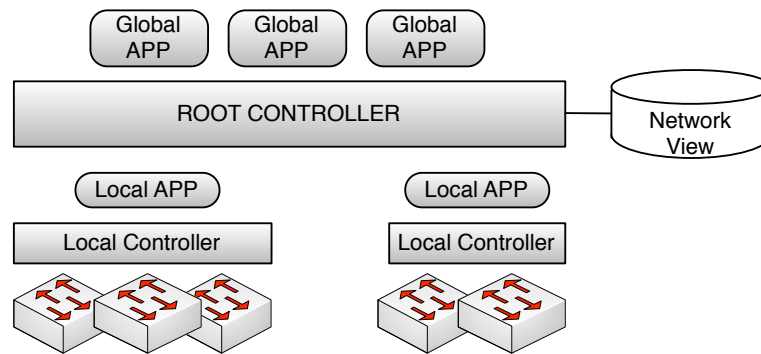 Global APP
Global APP
Global APP
ROOT CONTROLLER
Network View
Local APP
Local APP
Local Controller
Local Controller